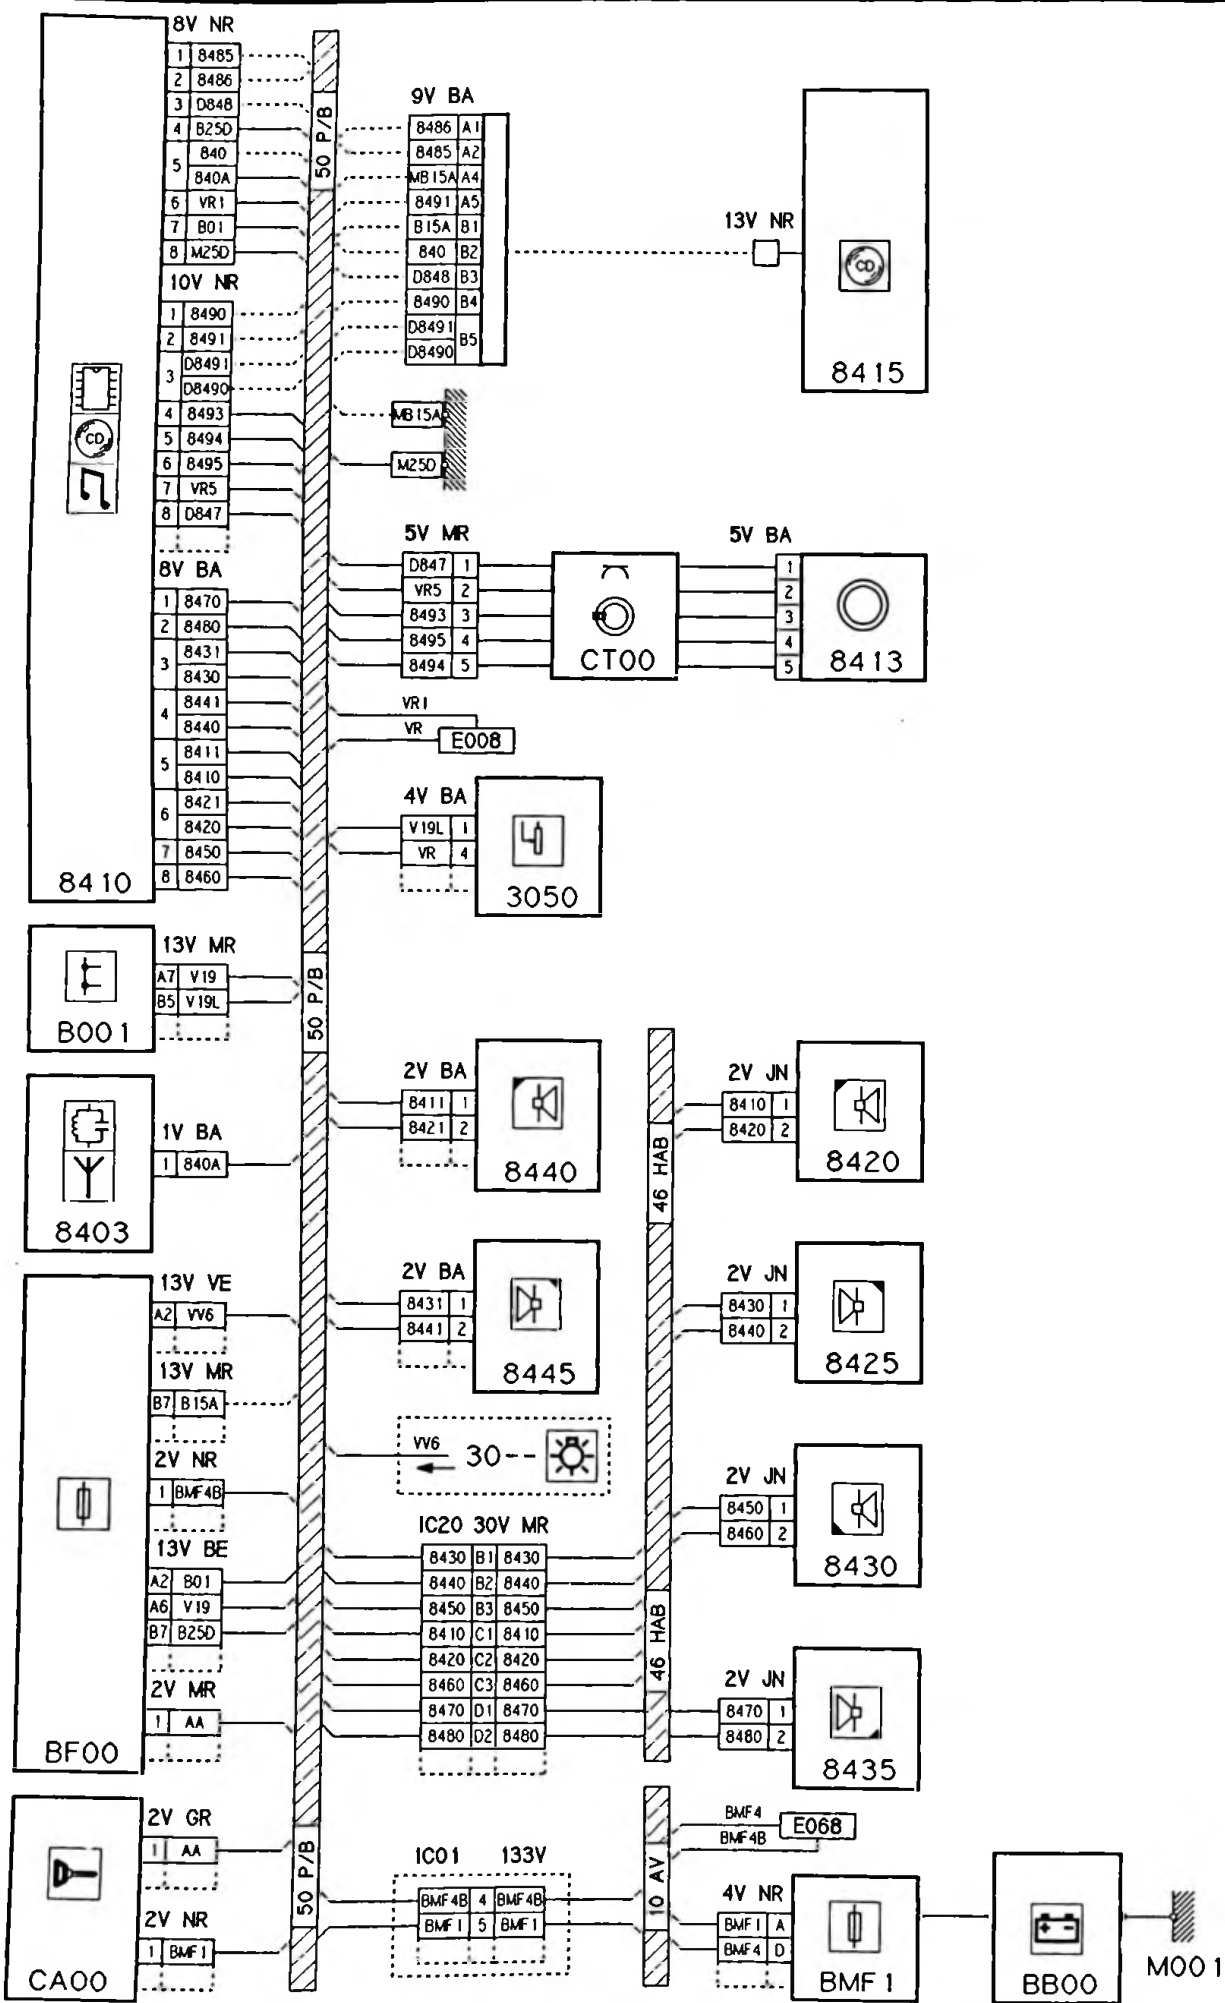 8V NR
1 8485
2 8486
3 D848
4 B25D
5 840
840A
6 VR1
7 B01
8 M25D
10V NR
1 8490
2 8491
3 D8491
D8490
4 8493
5 8494
6 8495
7 VR5
8 D847
8V BA
1 8470
2 8480
3 8431
8430
4 8441
8440
5 8411
8410
6 8421
8420
7 8450
8 8460
CD
8410
50 P/B
9V BA
8486 A1
8485 A2
MB15A A4
8491 A5
B15A B1
840 B2
D848 B3
8490 B4
D8491 B5
D8490
13V NR
CD
8415
MB15A
M25D
5V MR
D847 1
VR5 2
8493 3
8495 4
8494 5
CT00
5V BA
1
2
3
4
5
8413
VR1
VR
E008
4V BA
V19L 1
VR 4
3050
13V MR
A7 V19
B5 V19L
B001
50 P/B
1V BA
1 840A
8403
2V BA
8411 1
8421 2
8440
46 HAB
2V JN
8410 1
8420 2
8420
13V VE
A2 VV6
13V MR
B7 B15A
2V NR
1 BMF4B
13V BE
A2 B01
A6 V19
B7 B25D
2V MR
1 AA
BF00
2V BA
8431 1
8441 2
8445
2V JN
8430 1
8440 2
8425
VV6
30--
2V JN
8450 1
8460 2
8430
IC20 30V MR
8430 B1 8430
8440 B2 8440
8450 B3 8450
8410 C1 8410
8420 C2 8420
8460 C3 8460
8470 D1 8470
8480 D2 8480
46 HAB
2V JN
8470 1
8480 2
8435
2V GR
1 AA
2V NR
1 BMF1
CA00
50 P/B
IC01 133V
BMF4B 4 BMF4B
BMF1 5 BMF1
10 AV
BMF4
BMF4B
E068
4V NR
BMF1 A
BMF4 D
BMF1
+ -
BB00
M001